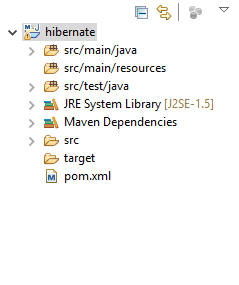 hibernate
src/main/java
src/main/resources
src/test/java
JRE System Library [J2SE-1.5]
Maven Dependencies
src
target
pom.xml